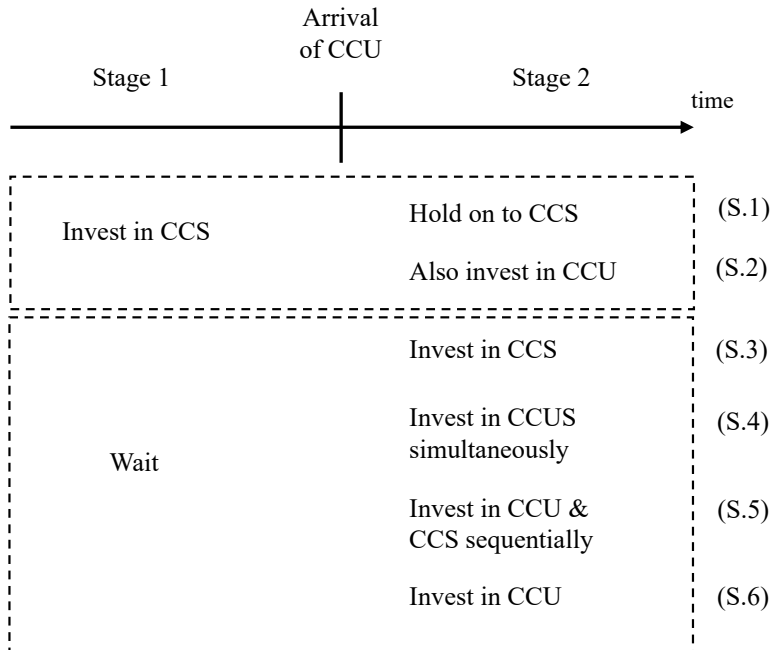 Arrival
of CCU
Stage 1
Stage 2
time
Invest in CCS
Hold on to CCS
(S.1)
Also invest in CCU
(S.2)
Wait
Invest in CCS
(S.3)
Invest in CCUS
simultaneously
(S.4)
Invest in CCU &
CCS sequentially
(S.5)
Invest in CCU
(S.6)